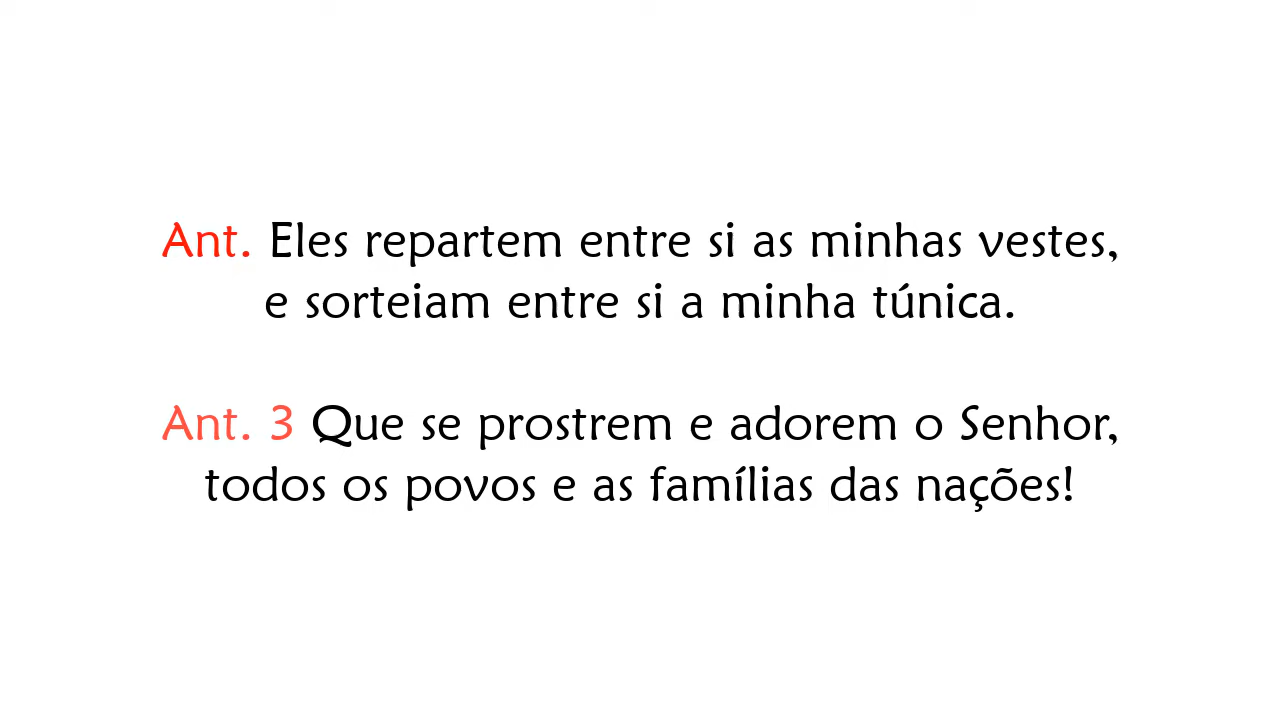 Ant. Eles repartem entre si as minhas vestes,
e sorteiam entre si a minha túnica.
Ant. 3 Que se prostrem e adorem o Senhor,
todos os povos e as famílias das nações!